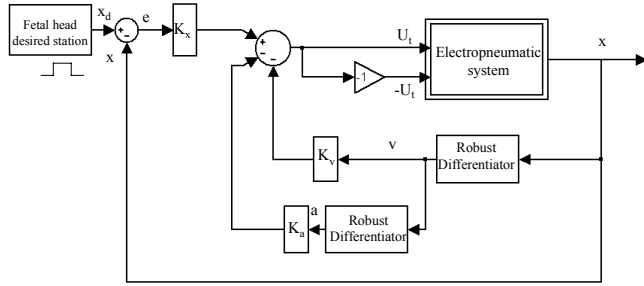 Fetal head
desired station
x_d
e
x
+
-
K_x
+
-
-
U_t
-1
-U_t
Electropneumatic
system
x
K_v
v
Robust
Differentiator
K_a
a
Robust
Differentiator